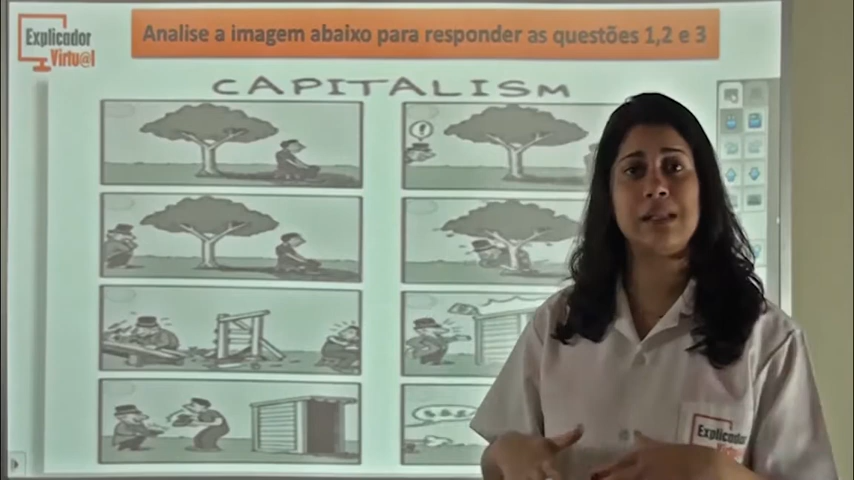 Explicador
Virtu@l
Analise a imagem abaixo para responder as questões 1,2 e 3
CAPITALISM
!
Explicador